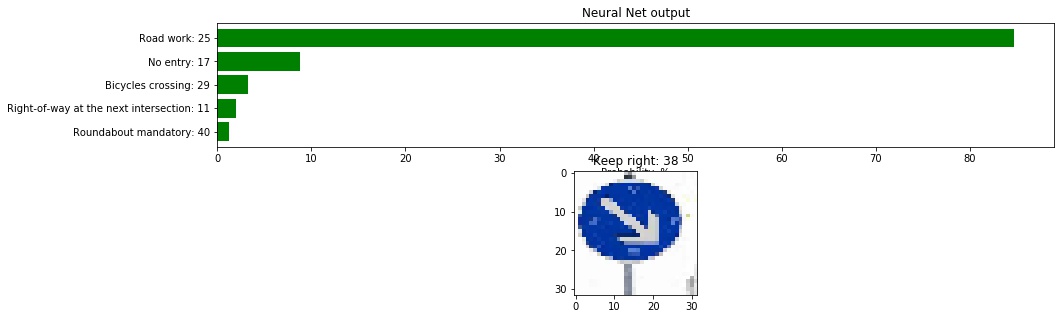 Neural Net output
Road work: 25
No entry: 17
Bicycles crossing: 29
Right-of-way at the next intersection: 11
Roundabout mandatory: 40
0 10 20 30 40 50 60 70 80
Keep right: 38
Probability, %
0
10
20
30
0 10 20 30